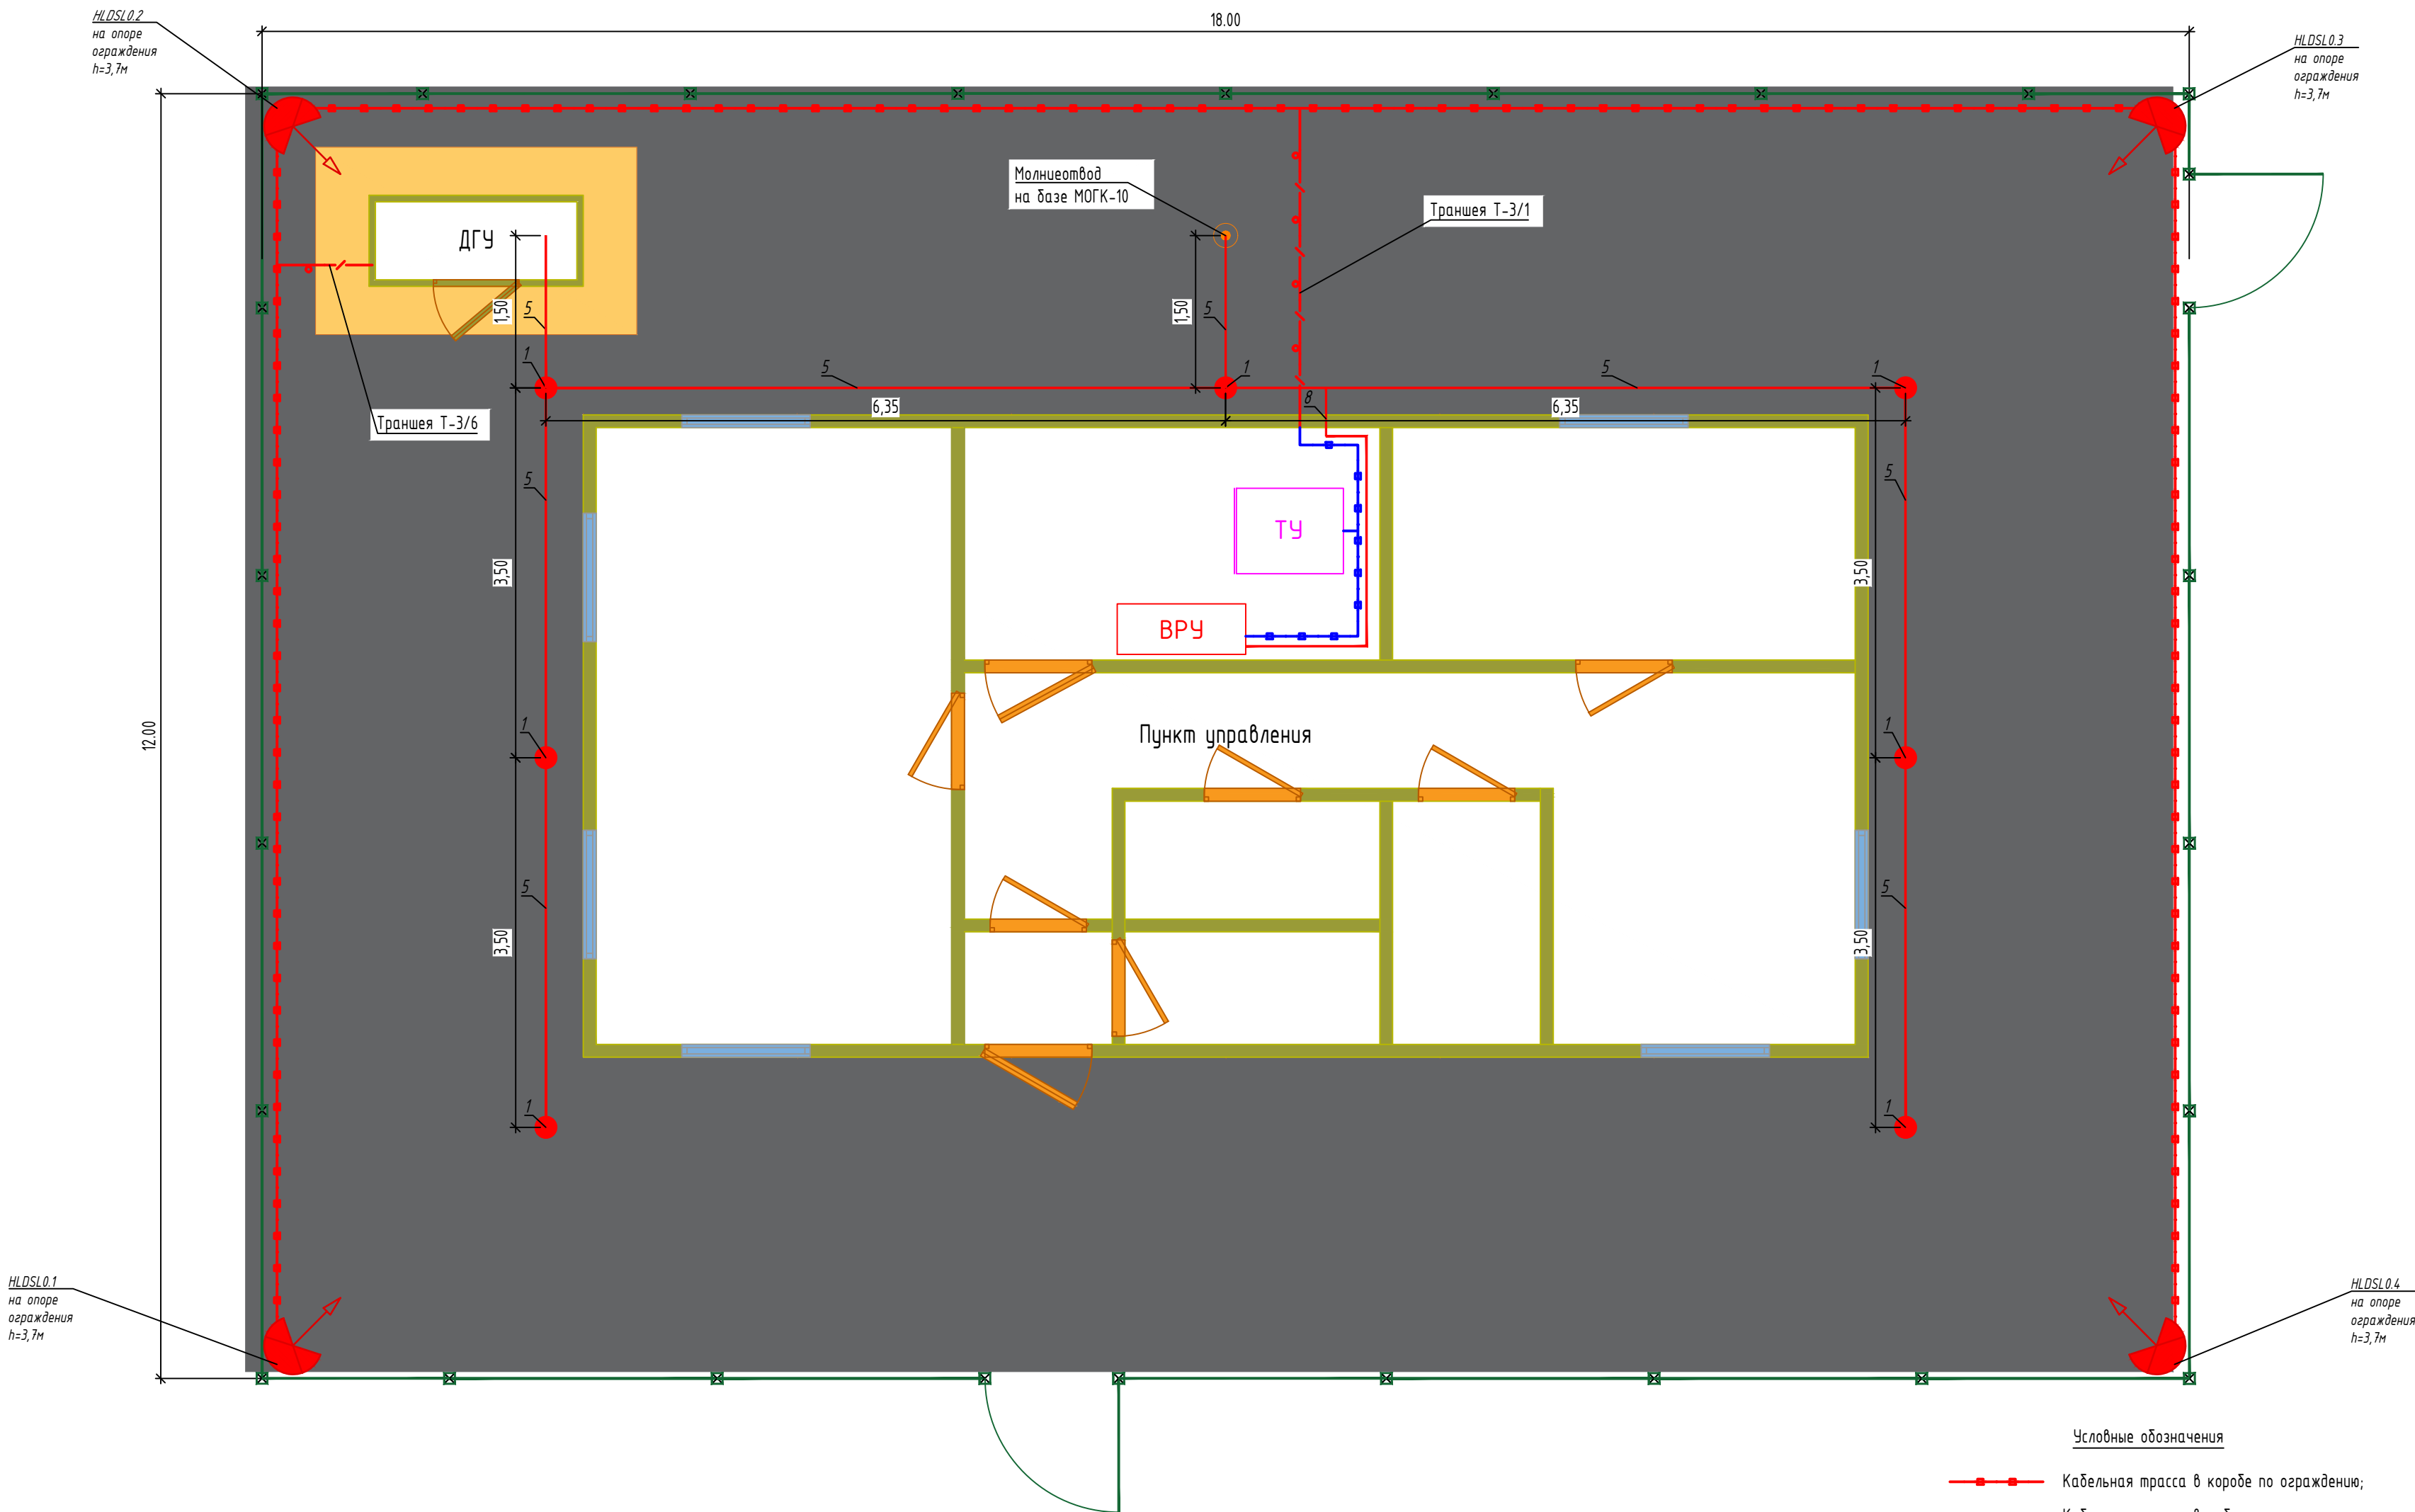 HLDSL0.2
на опоре
ограждения
h=3,7м
18.00
HLDSL0.3
на опоре
ограждения
h=3,7м
Молниеотвод
на базе МОГК-10
Траншея Т-3/1
ДГУ
1,50
5
1,50
5
1
5
1
5
1
6,35
8
6,35
Траншея Т-3/6
5
5
3,50
ТУ
3,50
ВРУ
12.00
1
Пункт управления
1
5
5
3,50
3,50
1
1
HLDSL0.1
на опоре
ограждения
h=3,7м
HLDSL0.4
на опоре
ограждения
h=3,7м
Условные обозначения
Кабельная трасса в коробе по ограждению;